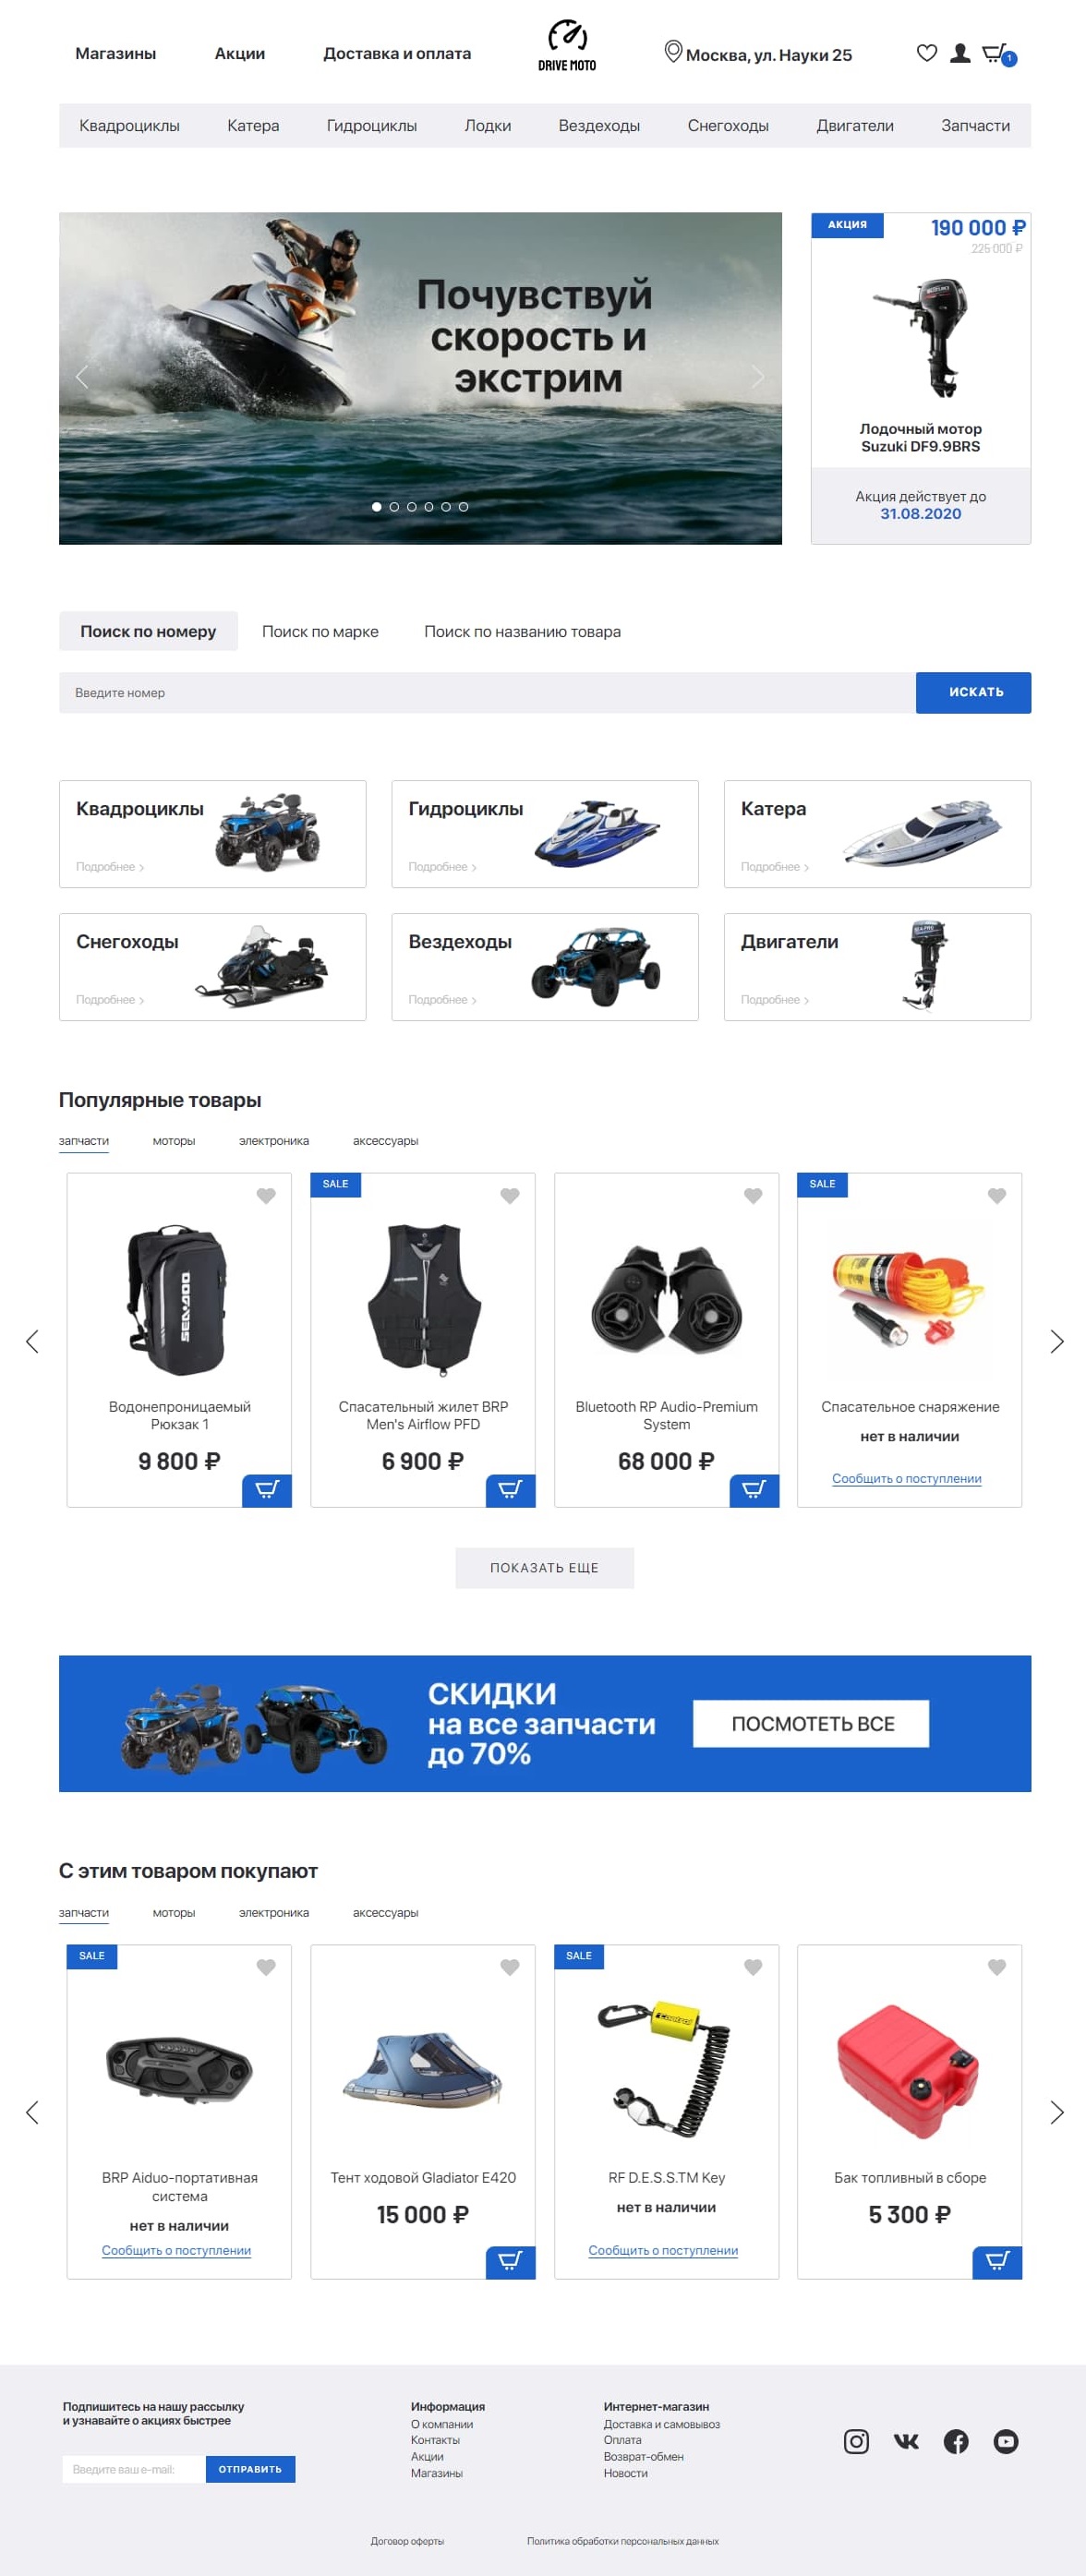 Магазины
Акции
Доставка и оплата
DRIVE MOTO
Москва, ул. Науки 25
1
Квадроциклы
Катера
Гидроциклы
Лодки
Вездеходы
Снегоходы
Двигатели
Запчасти
Почувствуй
скорость и
экстрим
АКЦИЯ
190 000 ₽
225 000 ₽
SUZUKI
Лодочный мотор
Suzuki DF9.9BRS
Акция действует до
31.08.2020
Поиск по номеру
Поиск по марке
Поиск по названию товара
Введите номер
ИСКАТЬ
Квадроциклы
Подробнее
Гидроциклы
Подробнее
Катера
Подробнее
Снегоходы
Подробнее
Вездеходы
Подробнее
Двигатели
Подробнее
Популярные товары
запчасти
моторы
электроника
аксессуары
SEA-DOO
Водонепроницаемый
Рюкзак 1
9 800 ₽
SALE
Спасательный жилет BRP
Men's Airflow PFD
6 900 ₽
Bluetooth RP Audio-Premium
System
68 000 ₽
SALE
Спасательное снаряжение
нет в наличии
Сообщить о поступлении
ПОКАЗАТЬ ЕЩЕ
СКИДКИ
на все запчасти
до 70%
ПОСМОТЕТЬ ВСЕ
С этим товаром покупают
запчасти
моторы
электроника
аксессуары
SALE
BRP Aiduo-портативная
система
нет в наличии
Сообщить о поступлении
Тент ходовой Gladiator E420
15 000 ₽
SALE
RF D.E.S.S.TM Key
нет в наличии
Сообщить о поступлении
Бак топливный в сборе
5 300 ₽
Подпишитесь на нашу рассылку
и узнавайте о акциях быстрее
Введите ваш e-mail:
ОТПРАВИТЬ
Информация
О компании
Контакты
Акции
Магазины
Интернет-магазин
Доставка и самовывоз
Оплата
Возврат-обмен
Новости
Договор оферты
Политика обработки персональных данных